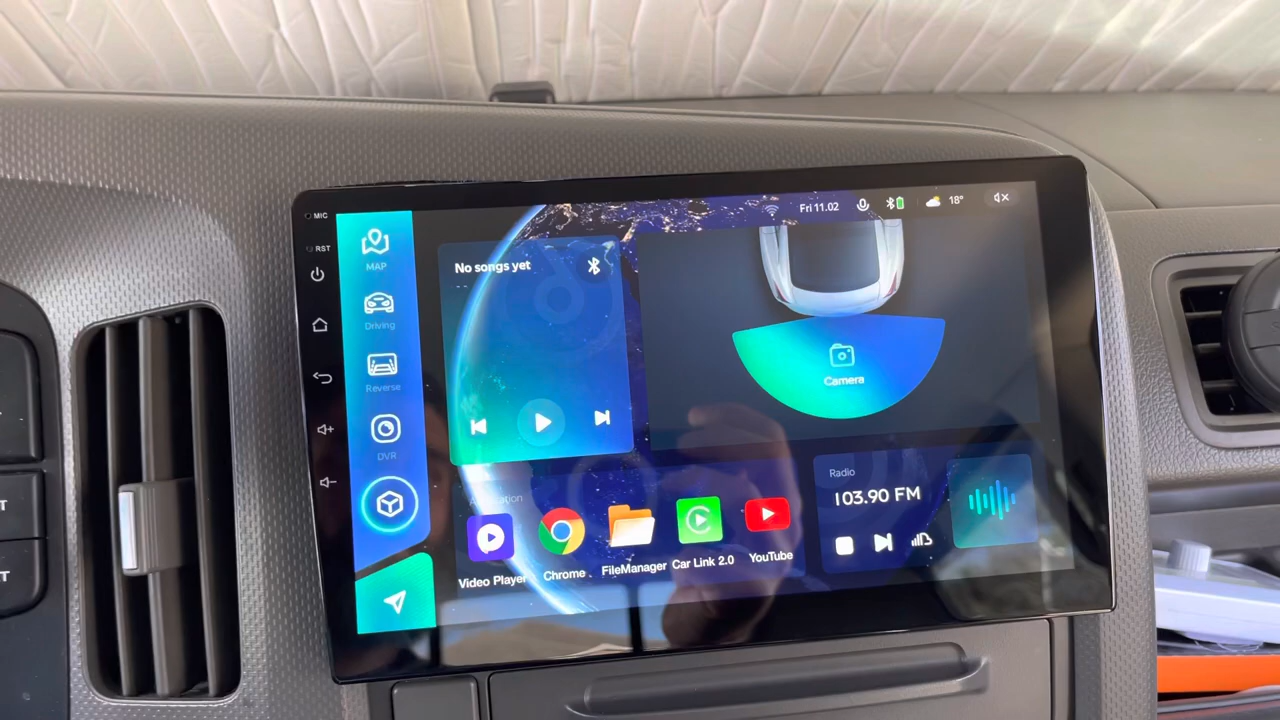 MIC
RST
Fri 11.02
18°
MAP
Driving
Reverse
DVR
No songs yet
--
Camera
Radio
103.90 FM
Video Player
Chrome
FileManager
Car Link 2.0
YouTube
T
T